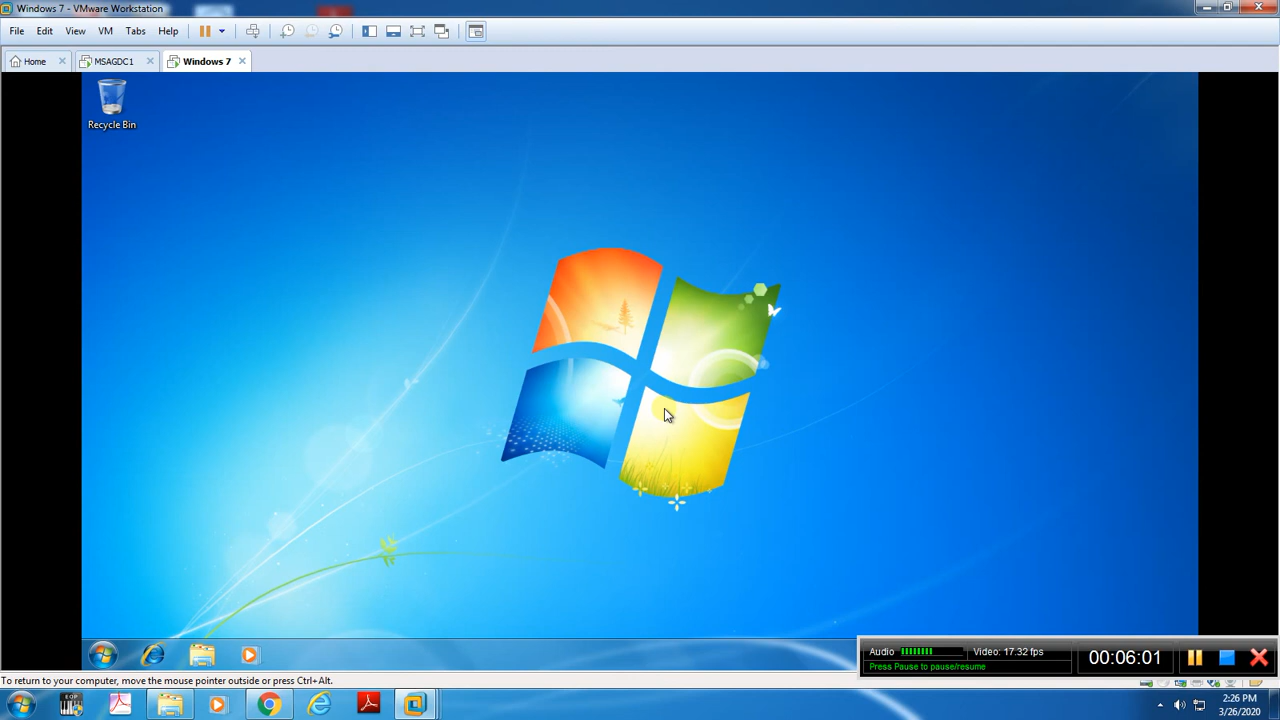 Windows 7 - VMware Workstation
File Edit View VM Tabs Help
Home MSAGDC1 Windows 7
Recycle Bin
Audio Video: 17.32 fps
00:06:01
Press Pause to pause/resume
To return to your computer, move the mouse pointer outside or press Ctrl+Alt.
EOP
2:26 PM
3/26/2020